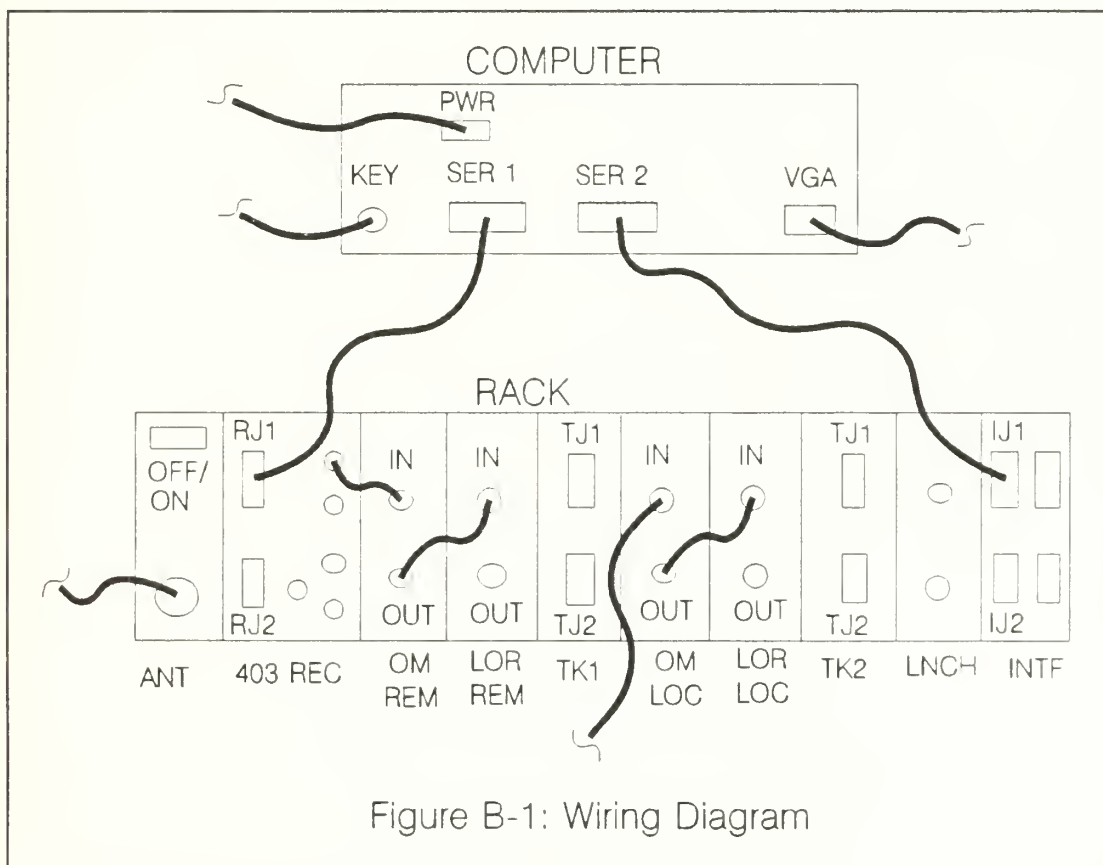 COMPUTER
PWR
KEY SER 1 SER 2 VGA
RACK
RJ1 IN IN TJ1 IN IN TJ1 IJ1
OFF/
ON
RJ2 OUT OUT TJ2 OUT OUT TJ2 IJ2
ANT 403 REC OM LOR TK1 OM LOR TK2 LNCH INTF
REM REM LOC LOC
Figure B-1: Wiring Diagram